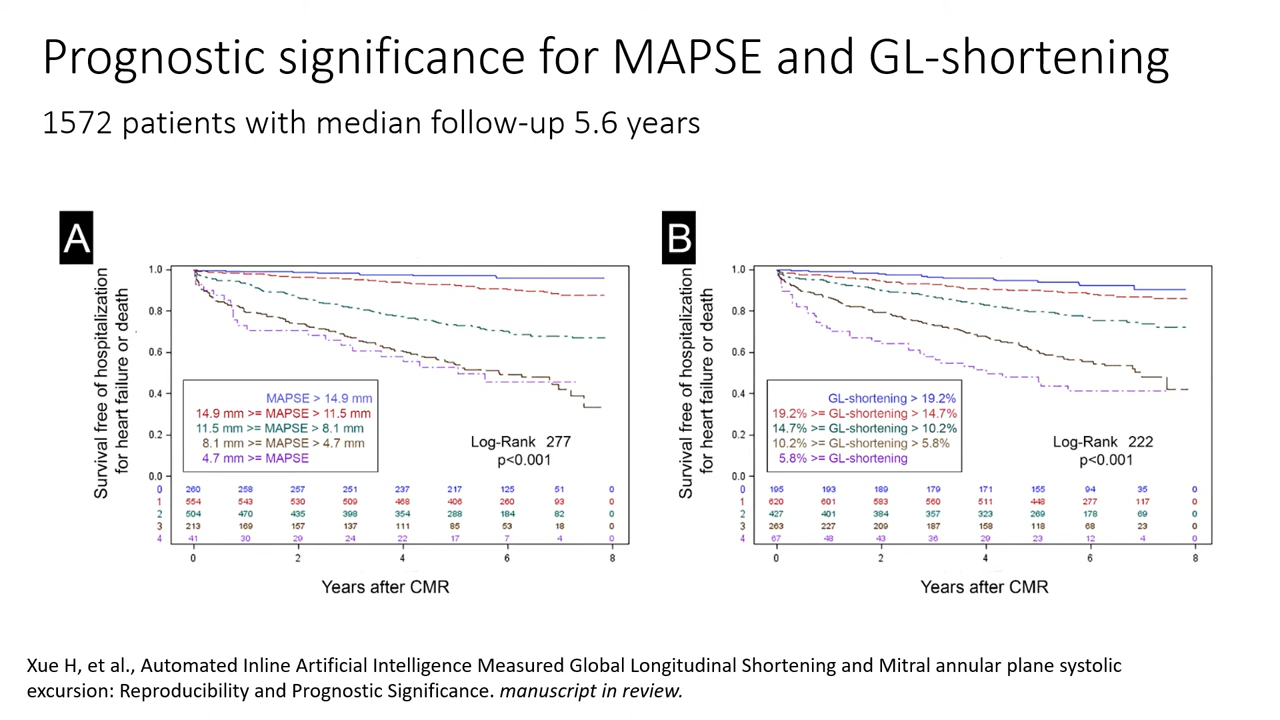 Prognostic significance for MAPSE and GL-shortening
1572 patients with median follow-up 5.6 years
A
Survival free of hospitalization
for heart failure or death
1.0
0.8
0.6
0.4
0.2
0.0
MAPSE > 14.9 mm
14.9 mm >= MAPSE > 11.5 mm
11.5 mm >= MAPSE > 8.1 mm
8.1 mm >= MAPSE > 4.7 mm
4.7 mm >= MAPSE
Log-Rank 277
p<0.001
0 260 258 257 251 237 217 125 51 0
1 554 543 530 509 468 406 260 93 0
2 504 470 435 398 354 288 184 82 0
3 213 169 157 137 111 85 53 18 0
4 41 30 29 24 22 17 7 4 0
0 2 4 6 8
Years after CMR
B
Survival free of hospitalization
for heart failure or death
1.0
0.8
0.6
0.4
0.2
0.0
GL-shortening > 19.2%
19.2% >= GL-shortening > 14.7%
14.7% >= GL-shortening > 10.2%
10.2% >= GL-shortening > 5.8%
5.8% >= GL-shortening
Log-Rank 222
p<0.001
0 195 193 189 179 171 155 94 35 0
1 620 601 583 560 511 448 277 117 0
2 427 401 384 357 323 269 178 69 0
3 263 227 209 187 158 118 68 23 0
4 67 48 43 36 29 23 12 4 0
0 2 4 6 8
Years after CMR
Xue H, et al., Automated Inline Artificial Intelligence Measured Global Longitudinal Shortening and Mitral annular plane systolic
excursion: Reproducibility and Prognostic Significance. manuscript in review.